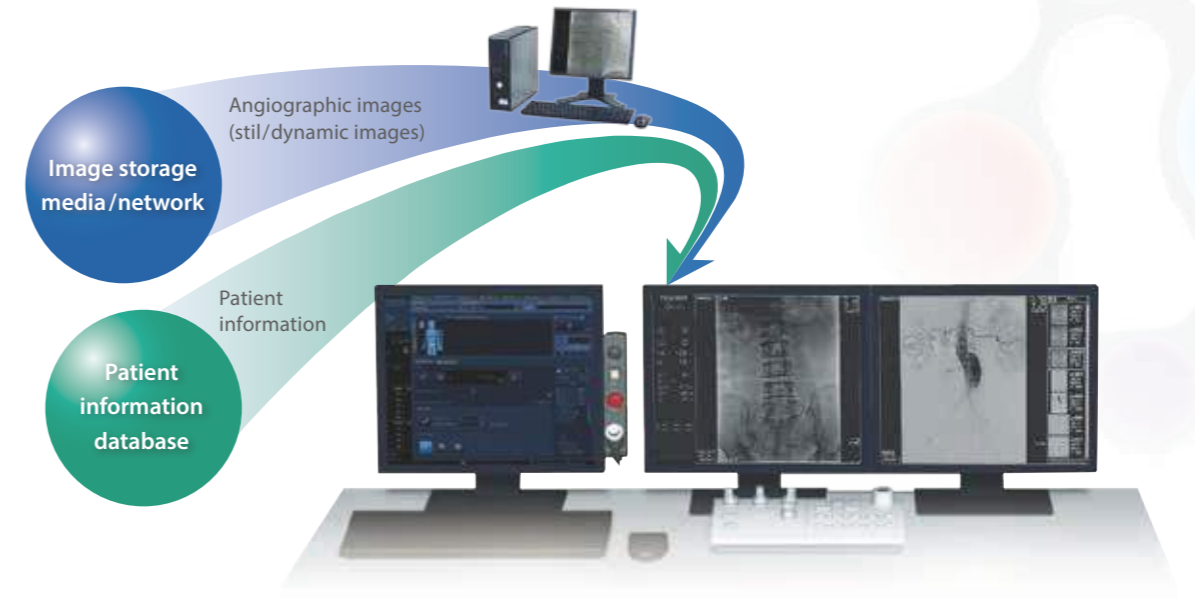 Angiographic images
(stil/dynamic images)
Image storage
media/network
Patient
information
Patient
information
database